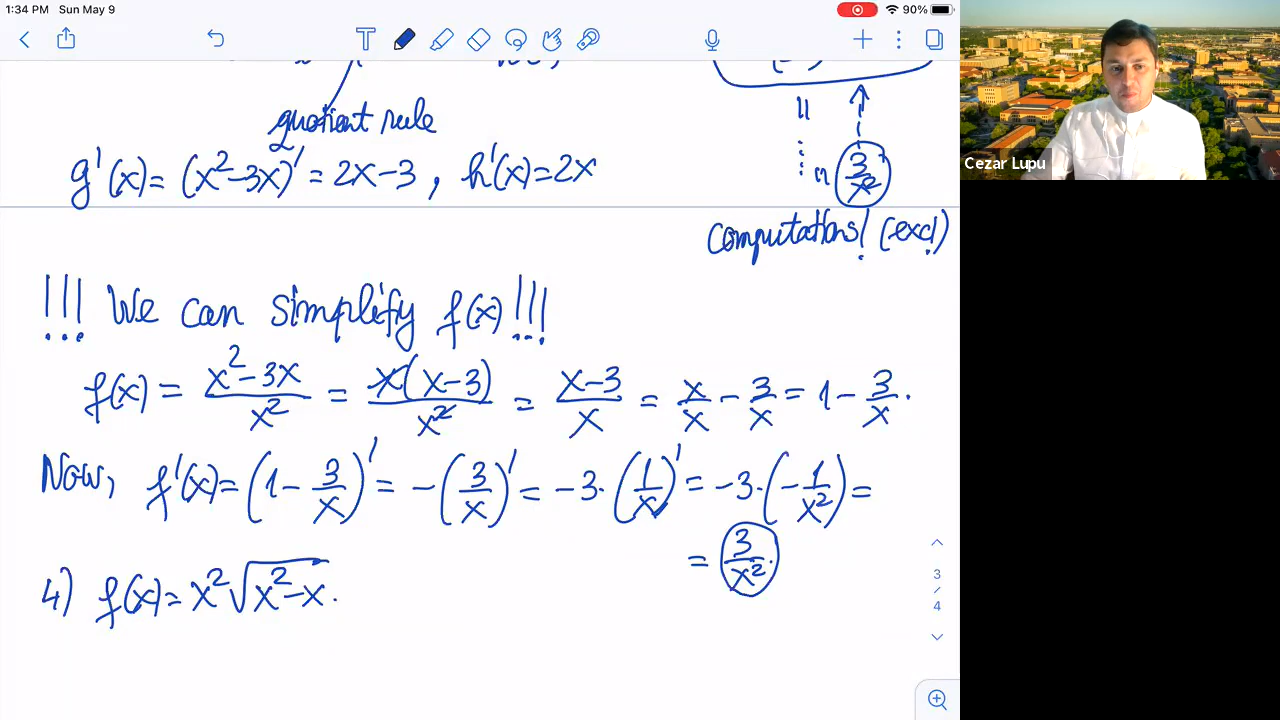 1:34 PM Sun May 9
90%
Cezar Lupu
quotient rule
g'(x) = (x²-3x)' = 2x-3 , h'(x)=2x
3/x²
computations! (exc!)
!!! We can simplify f(x) !!!
f(x) = (x²-3x)/x² = x(x-3)/x² = (x-3)/x = x/x - 3/x = 1 - 3/x.
Now, f'(x) = (1 - 3/x)' = -(3/x)' = -3·(1/x)' = -3·(-1/x²) =
= 3/x².
4) f(x) = x²√(x²-x).
3
/
4